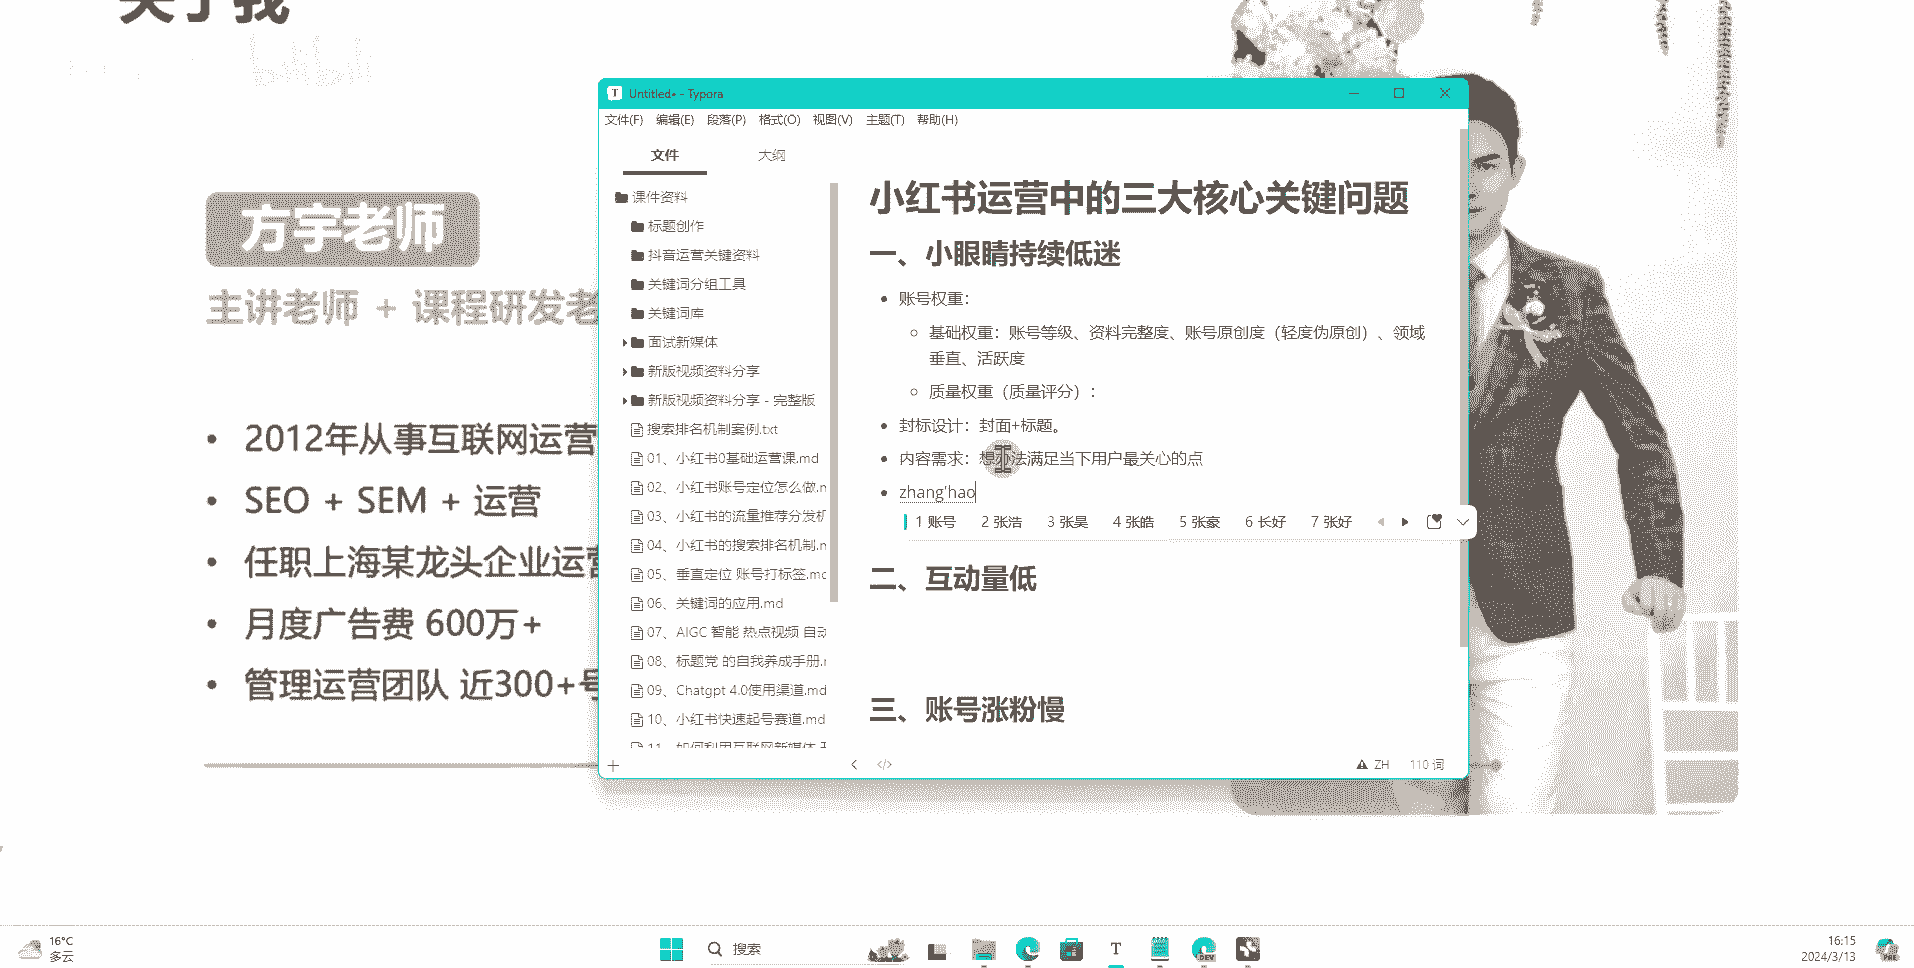 关于我
bilibili
方宇老师
主讲老师 + 课程研发老
2012年从事互联网运营
SEO + SEM + 运营
任职上海某龙头企业运营
月度广告费 600万+
管理运营团队 近300+号
Untitled• - Typora
文件(F) 编辑(E) 段落(P) 格式(O) 视图(V) 主题(T) 帮助(H)
文件 大纲
课件资料
标题创作
抖音运营关键资料
关键词分组工具
关键词库
面试新媒体
新版视频资料分享
新版视频资料分享 - 完整版
搜索排名机制案例.txt
01、小红书0基础运营课.md
02、小红书账号定位怎么做.m
03、小红书的流量推荐分发机
04、小红书的搜索排名机制.m
05、垂直定位 账号打标签.md
06、关键词的应用.md
07、AIGC 智能 热点视频 自动
08、标题党 的自我养成手册.m
09、Chatgpt 4.0使用渠道.md
10、小红书快速起号赛道.md
11、如何利用互联网新媒体
小红书运营中的三大核心关键问题
一、小眼睛持续低迷
账号权重：
基础权重：账号等级、资料完整度、账号原创度（轻度伪原创）、领域
垂直、活跃度
质量权重（质量评分）：
封标设计：封面+标题。
内容需求：想办法满足当下用户最关心的点
zhang'hao
1 账号 2 张浩 3 张昊 4 张皓 5 张豪 6 长好 7 张好
二、互动量低
三、账号涨粉慢
ZH 110 词
16°C
多云
搜索
T
DEV
16:15
2024/3/13
PRE